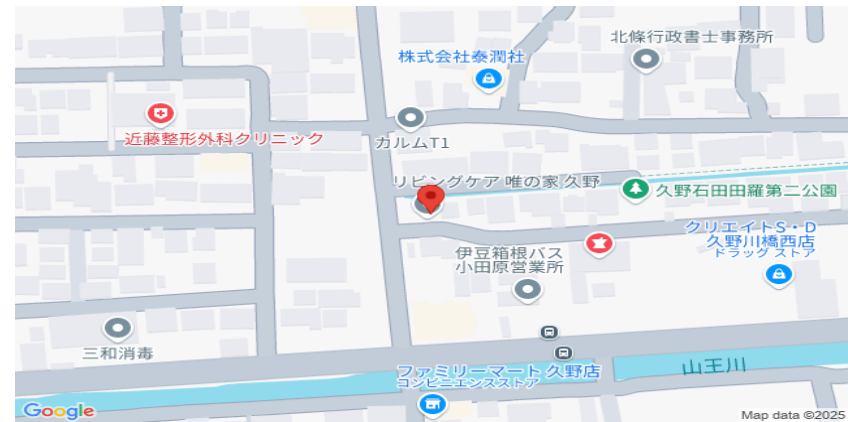 北條行政書士事務所
株式会社泰潤社
近藤整形外科クリニック
カルムT1
リビングケア 唯の家 久野
久野石田田羅第二公園
クリエイトS・D
久野川橋西店
ドラッグ ストア
伊豆箱根バス
小田原営業所
三和消毒
ファミリーマート 久野店
コンビニエンスストア
山王川
Google
Map data ©2025